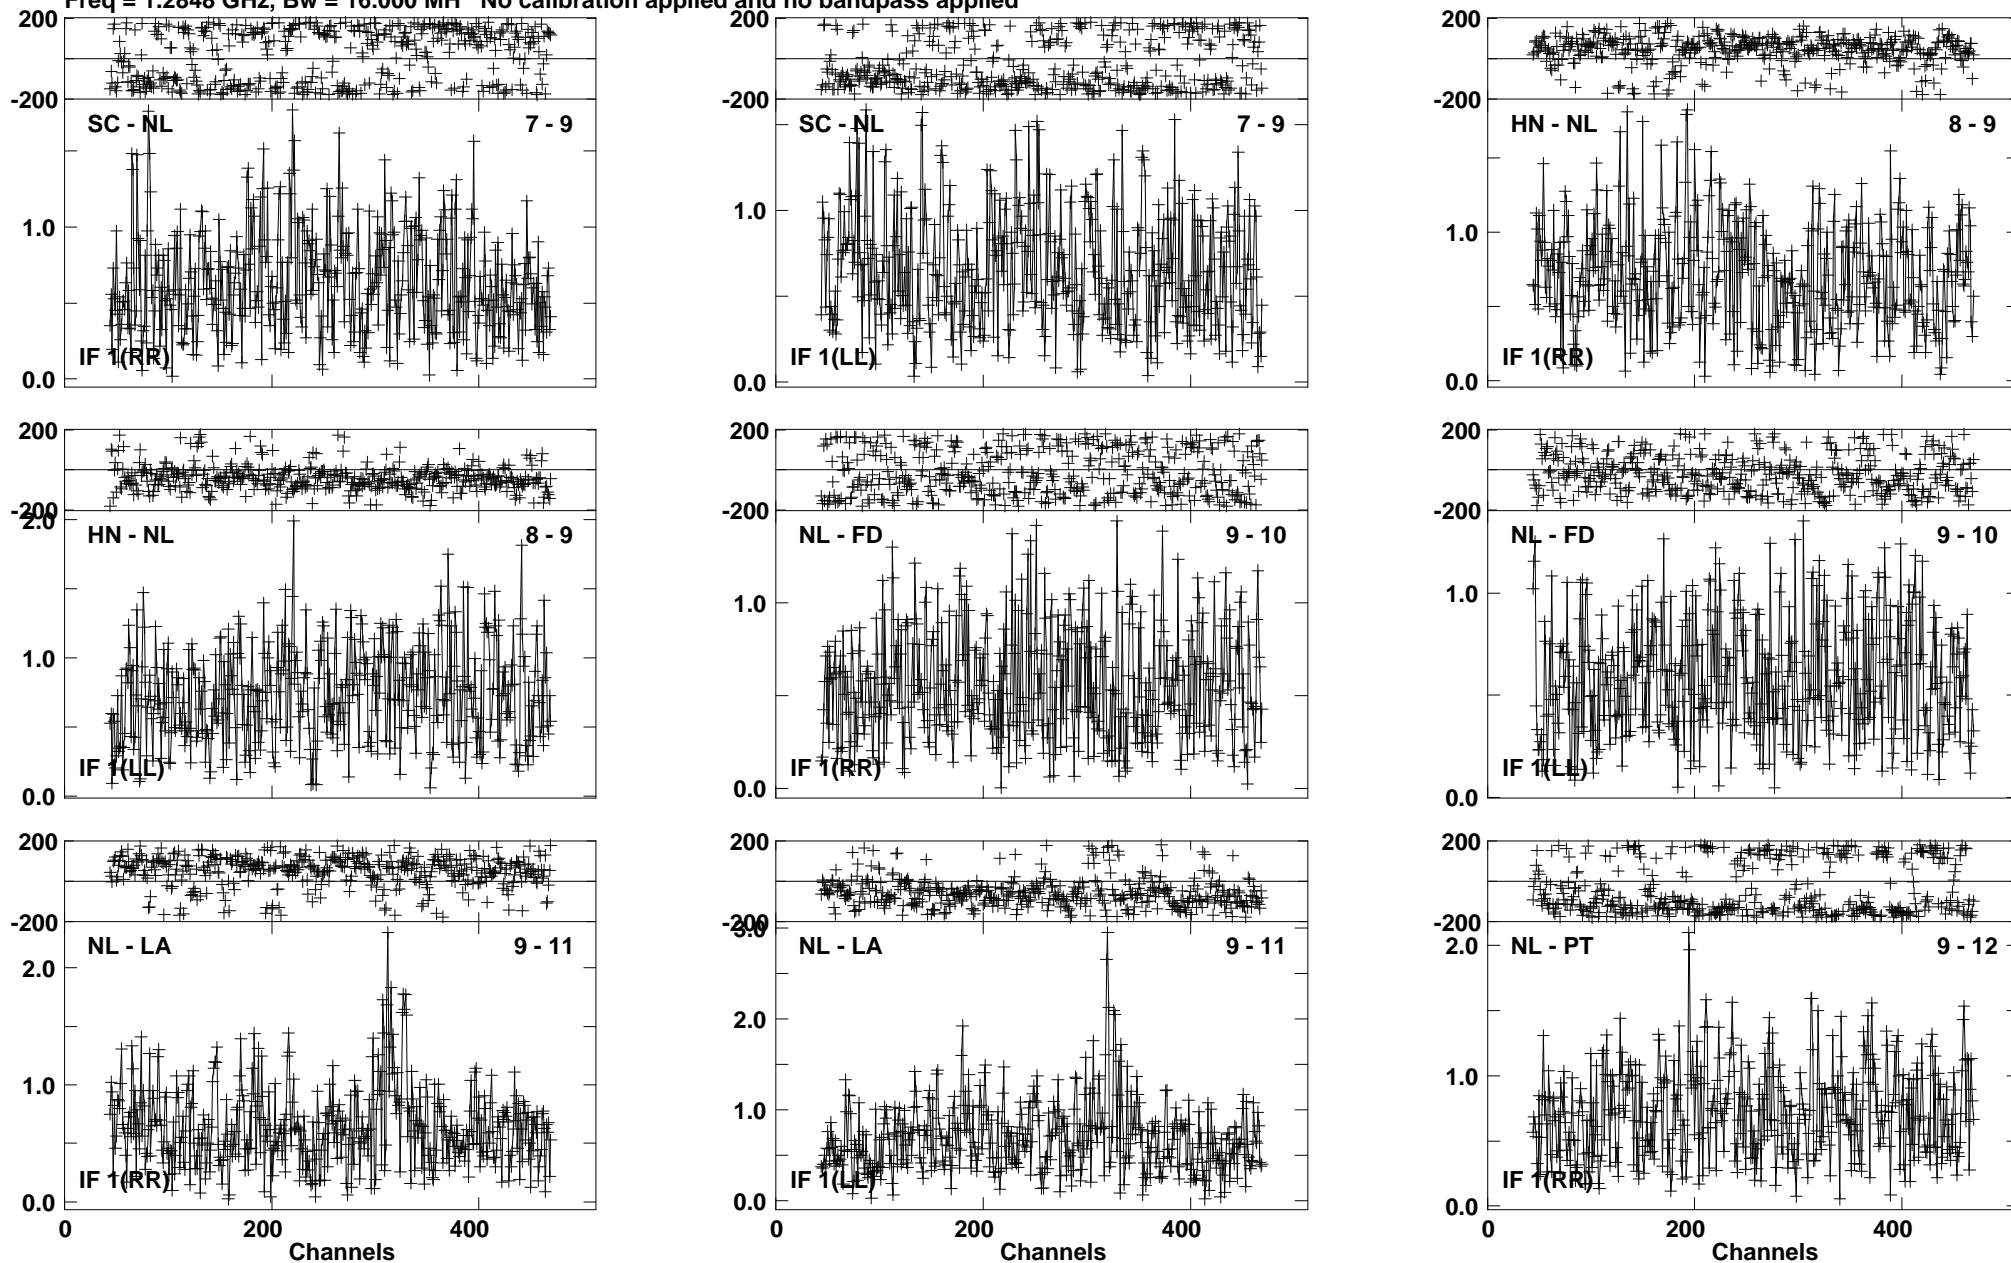 Freq = 1.2848 GHz, Bw = 16.000 MH No calibration applied and no bandpass applied
200 200 200
-200 -200 -200
SC - NL 7 - 9 SC - NL 7 - 9 HN - NL 8 - 9
1.0 1.0 1.0
IF 1(RR) IF 1(LL) IF 1(RR)
0.0 0.0 0.0
200 200 200
-200 -200 -200
2.0
HN - NL 8 - 9 NL - FD 9 - 10 NL - FD 9 - 10
1.0 1.0 1.0
IF 1(LL) IF 1(RR) IF 1(LL)
0.0 0.0 0.0
200 200 200
-200 -200 -200
3.0
NL - LA 9 - 11 NL - LA 9 - 11 NL - PT 9 - 12
2.0 2.0 2.0
1.0 1.0 1.0
IF 1(RR) IF 1(LL) IF 1(RR)
0.0 0.0 0.0
0 200 400 0 200 400 0 200 400
Channels Channels Channels